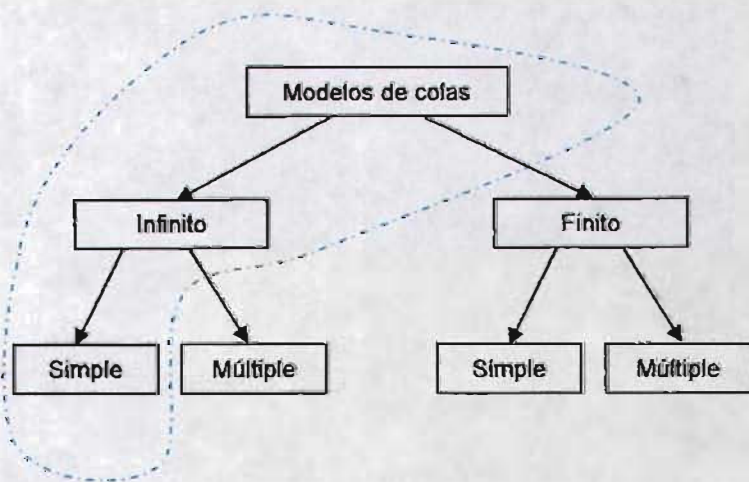 Modelos de colas
Infinito
Finito
Simple
Múltiple
Simple
Múltiple